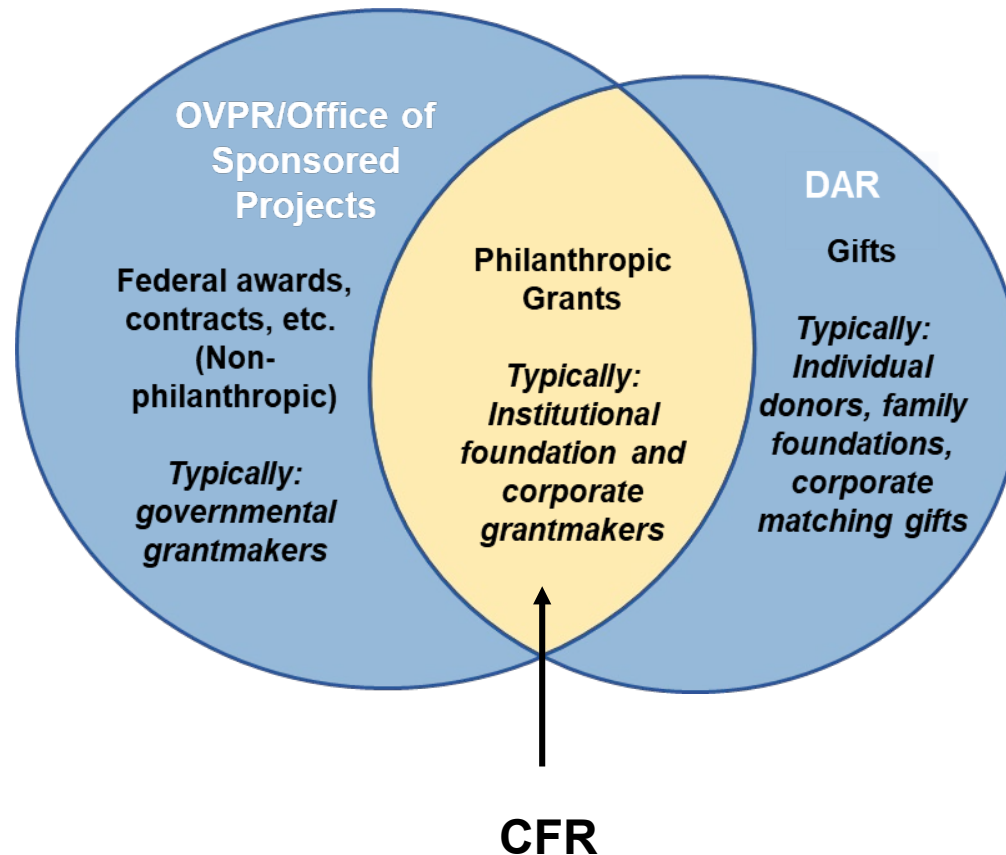 OVPR/Office of
Sponsored
Projects
Federal awards,
contracts, etc.
(Non-
philanthropic)
Typically:
governmental
grantmakers
Philanthropic
Grants
Typically:
Institutional
foundation and
corporate
grantmakers
DAR
Gifts
Typically:
Individual
donors, family
foundations,
corporate
matching gifts
CFR